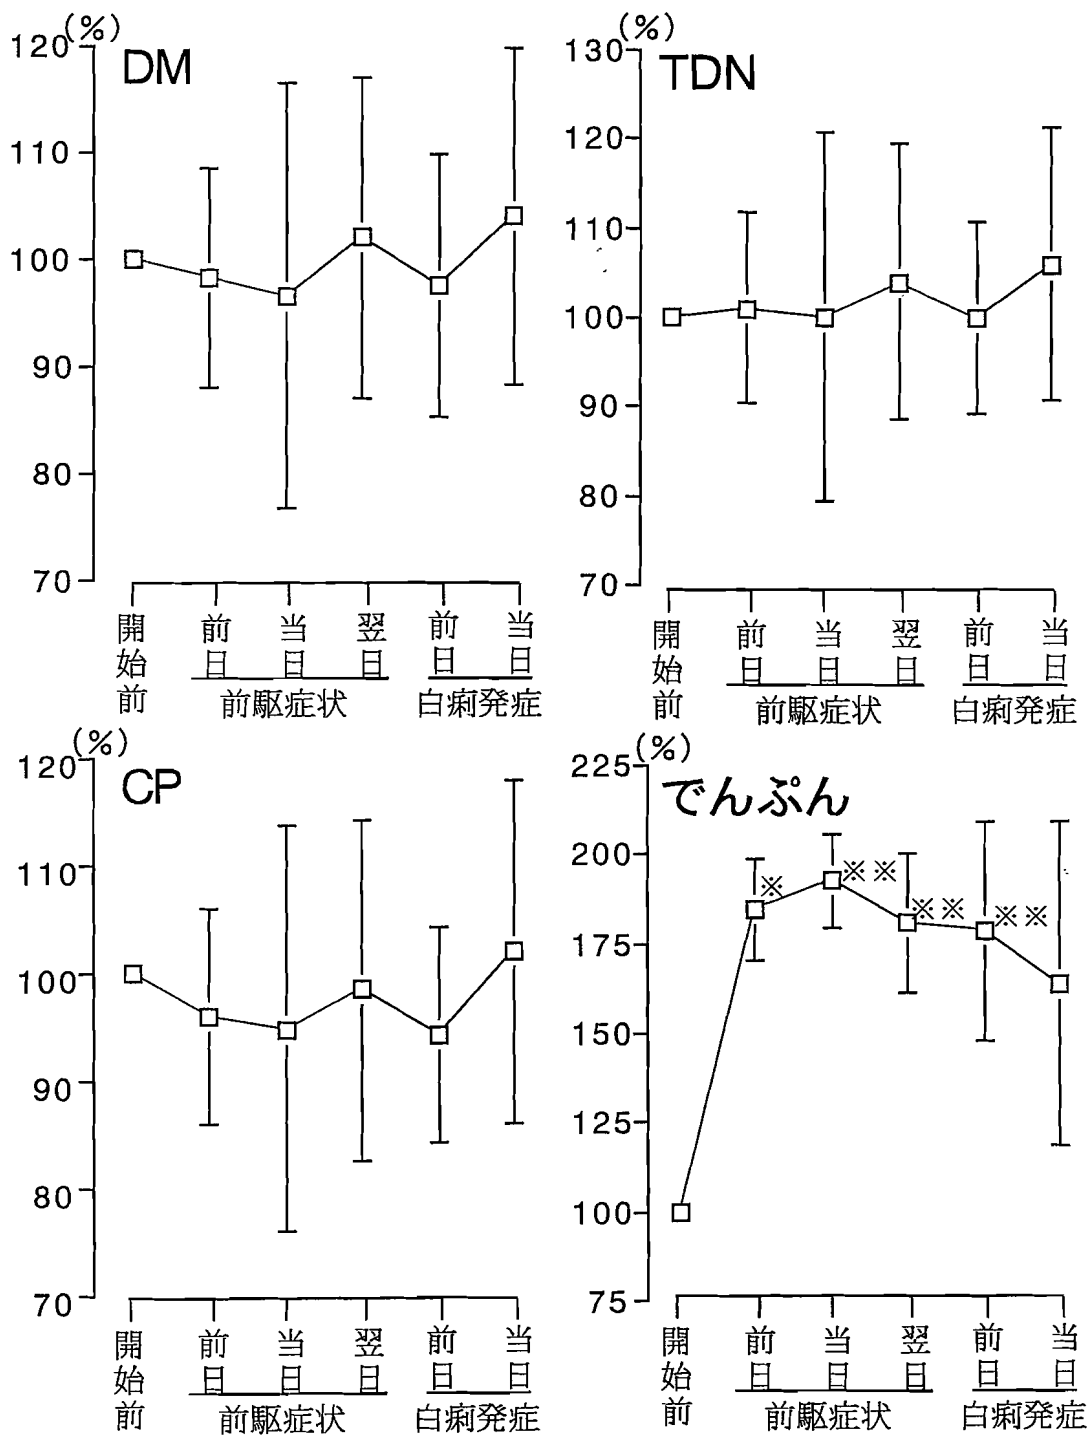 (%)
DM
120
110
100
90
80
70
開始前
前日
当日
翌日
前日
当日
前駆症状
白痢発症
(%)
TDN
130
120
110
100
90
80
70
開始前
前日
当日
翌日
前日
当日
前駆症状
白痢発症
(%)
CP
120
110
100
90
80
70
開始前
前日
当日
翌日
前日
当日
前駆症状
白痢発症
(%)
でんぷん
225
200
175
150
125
100
75
※
※※
※※
※※
開始前
前日
当日
翌日
前日
当日
前駆症状
白痢発症